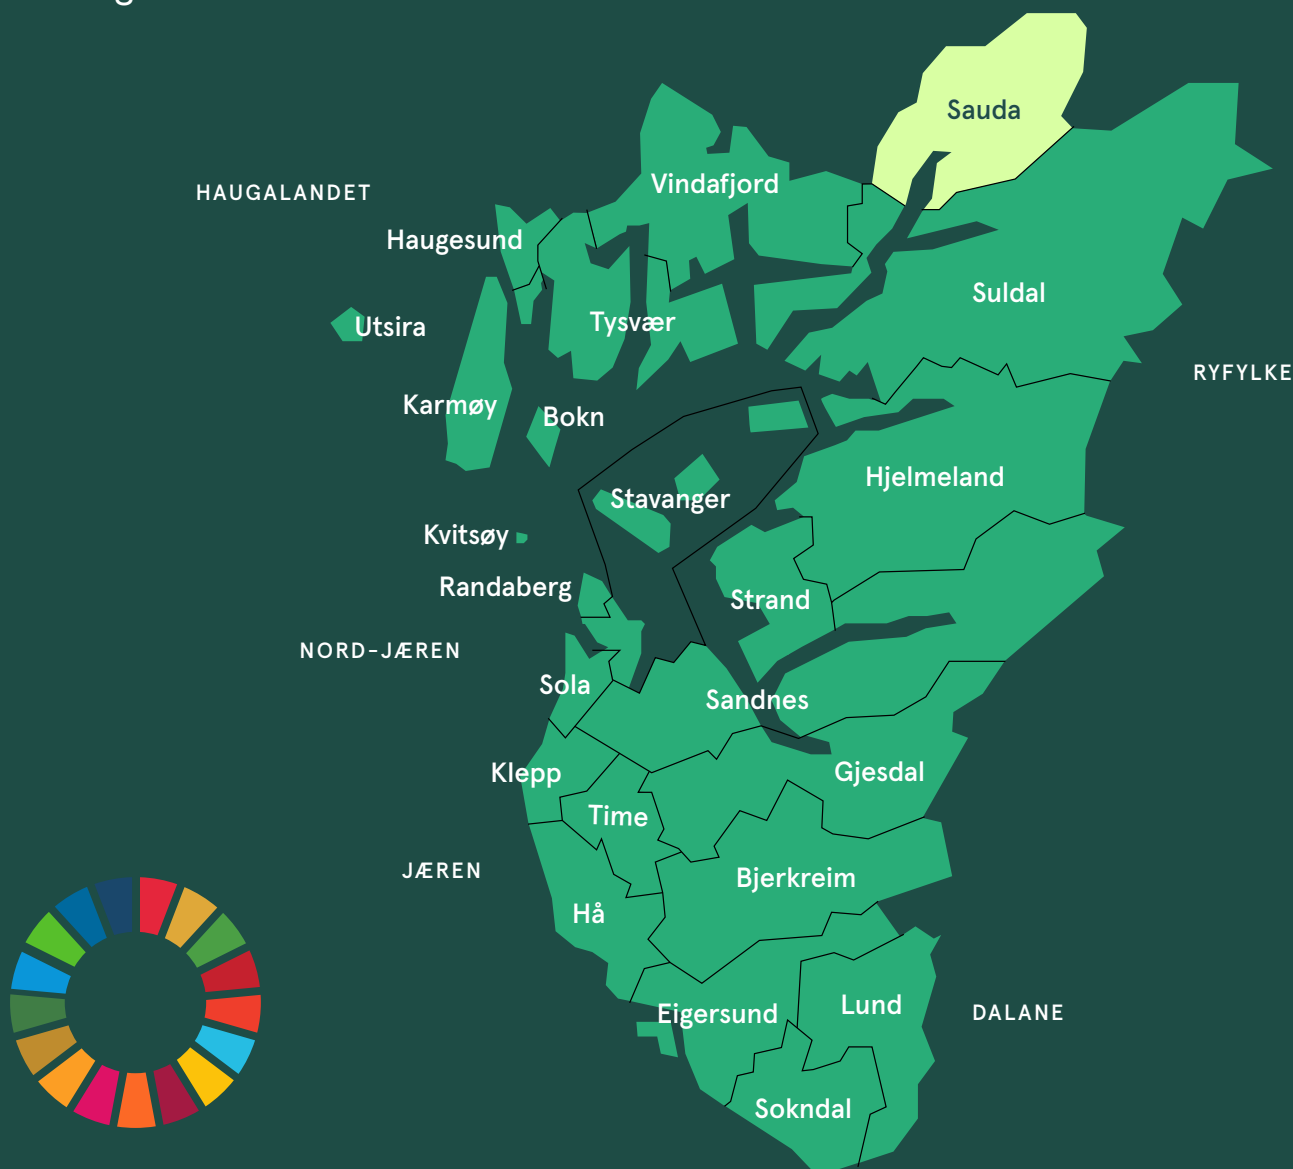 g
Sauda
Vindafjord
HAUGALANDET
Haugesund
Suldal
Utsira
Tysvær
RYFYLKE
Karmøy
Bokn
Hjelmeland
Stavanger
Kvitsøy
Randaberg
Strand
NORD-JÆREN
Sola
Sandnes
Klepp
Gjesdal
Time
JÆREN
Bjerkreim
Hå
Lund
Eigersund
DALANE
Sokndal